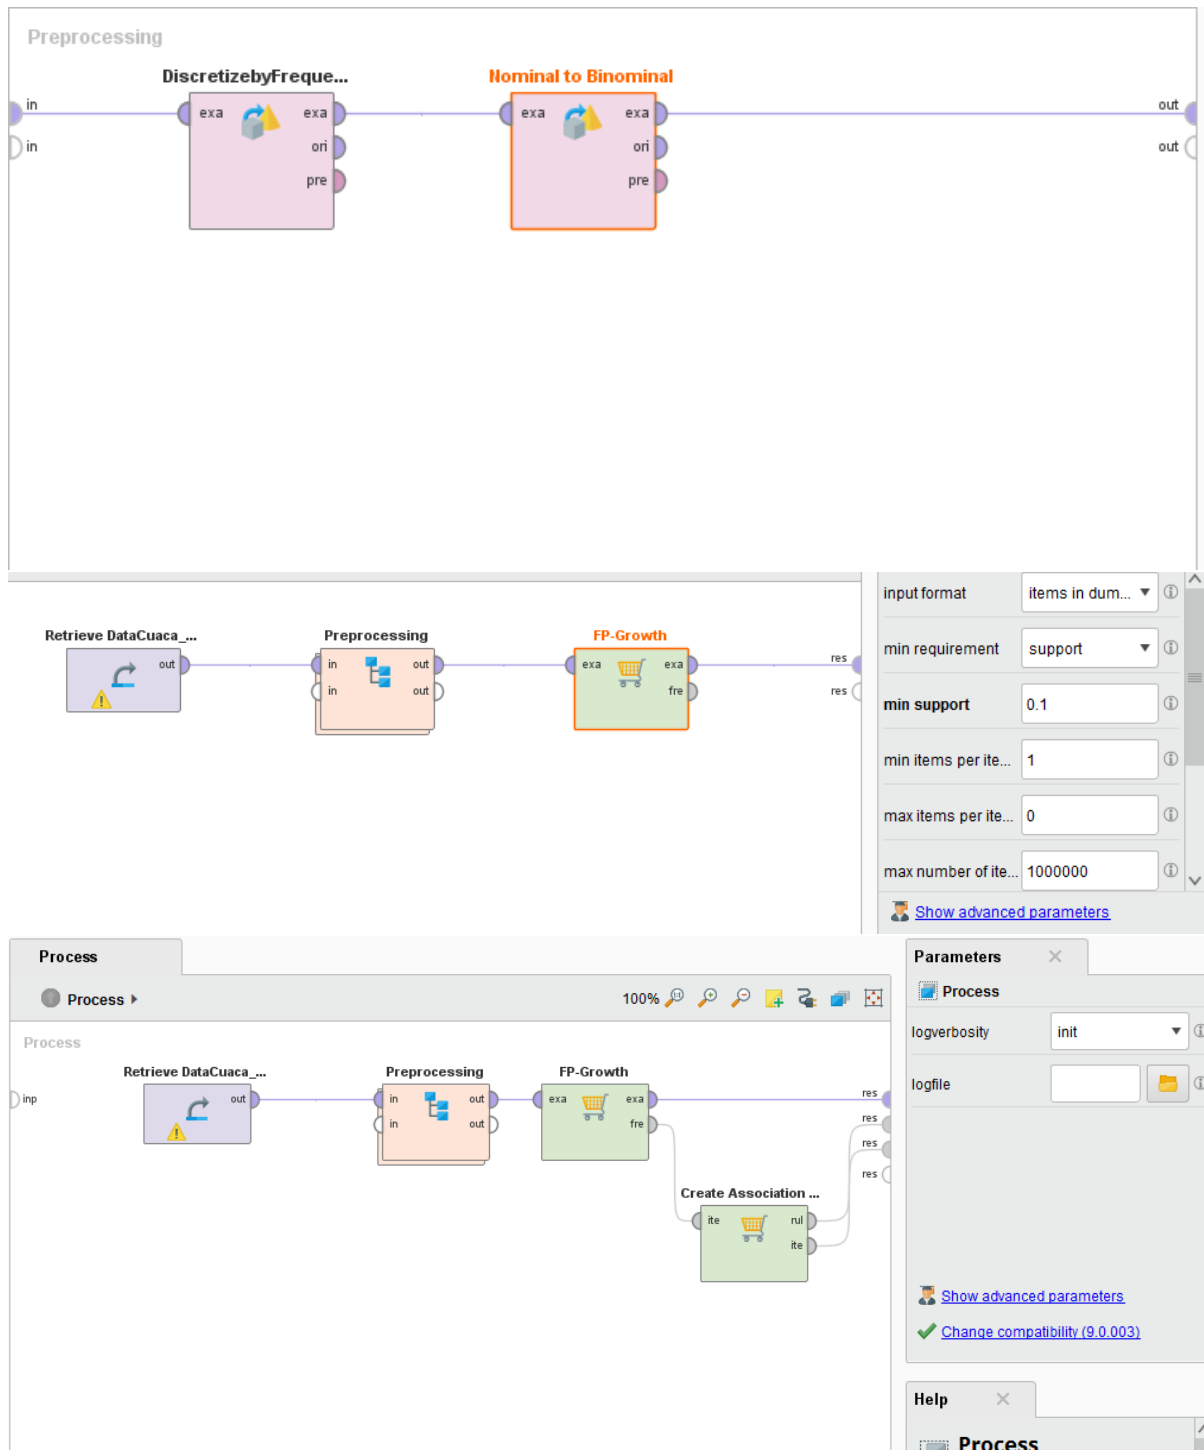 Preprocessing
DiscretizebyFreque...
Nominal to Binominal
in
exa
exa
exa
exa
out
in
ori
ori
out
pre
pre
input format
items in dum...
Retrieve DataCuaca_...
Preprocessing
FP-Growth
min requirement
support
out
in
out
exa
exa
res
in
out
fre
res
min support
0.1
min items per ite...
1
max items per ite...
0
max number of ite...
1000000
Show advanced parameters
Process
Parameters
Process
100%
Process
Process
logverbosity
init
Retrieve DataCuaca_...
Preprocessing
FP-Growth
logfile
inp
out
in
out
exa
exa
res
in
out
fre
res
res
res
Create Association ...
ite
rul
ite
Show advanced parameters
Change compatibility (9.0.003)
Help
Process